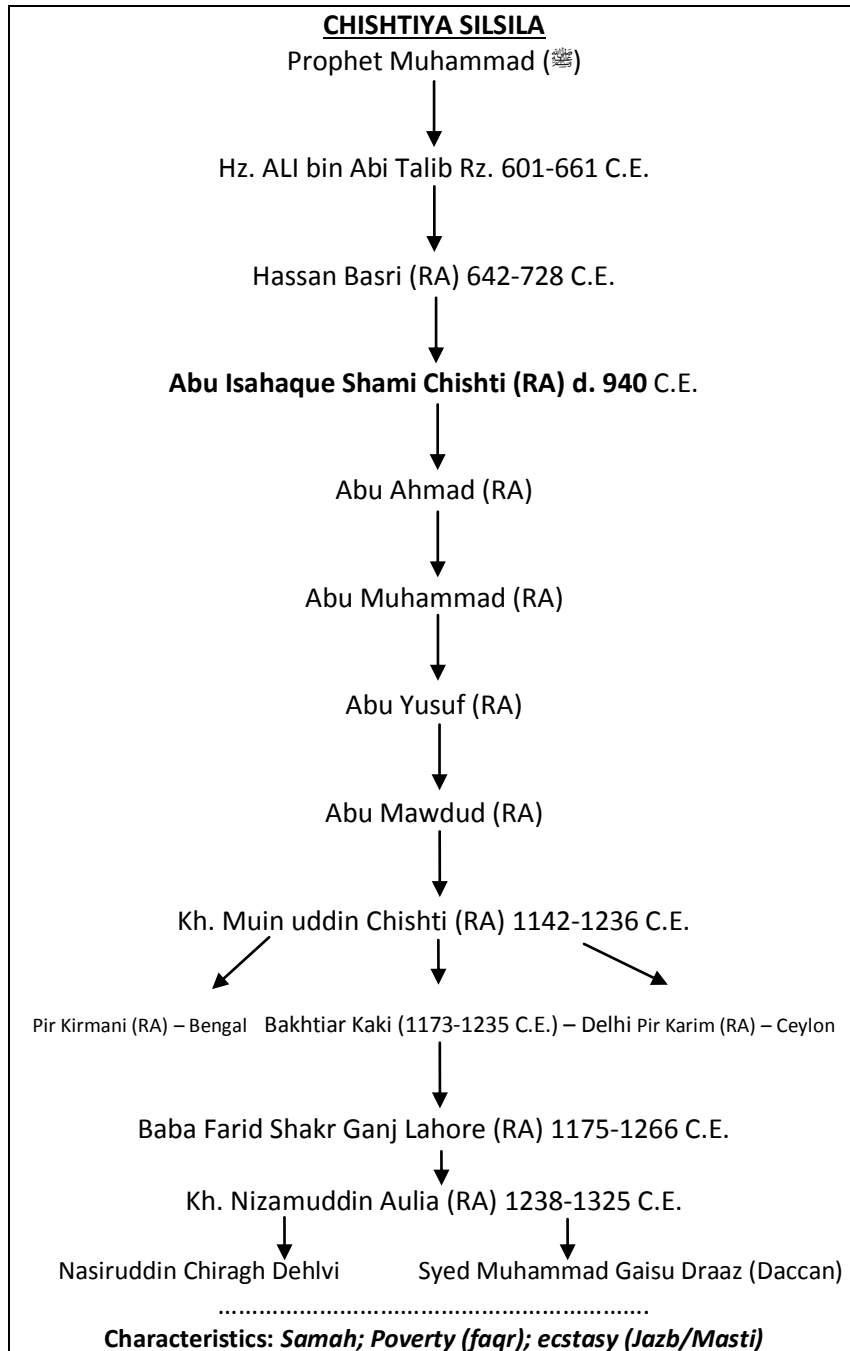 CHISHTIYA SILSILA
Prophet Muhammad (ﷺ)
Hz. ALI bin Abi Talib Rz. 601-661 C.E.
Hassan Basri (RA) 642-728 C.E.
Abu Isahaque Shami Chishti (RA) d. 940 C.E.
Abu Ahmad (RA)
Abu Muhammad (RA)
Abu Yusuf (RA)
Abu Mawdud (RA)
Kh. Muin uddin Chishti (RA) 1142-1236 C.E.
Pir Kirmani (RA) – Bengal Bakhtiar Kaki (1173-1235 C.E.) – Delhi Pir Karim (RA) – Ceylon
Baba Farid Shakr Ganj Lahore (RA) 1175-1266 C.E.
Kh. Nizamuddin Aulia (RA) 1238-1325 C.E.
Nasiruddin Chiragh Dehlvi Syed Muhammad Gaisu Draaz (Daccan)
……………………………………………………….
Characteristics: Samah; Poverty (faqr); ecstasy (Jazb/Masti)